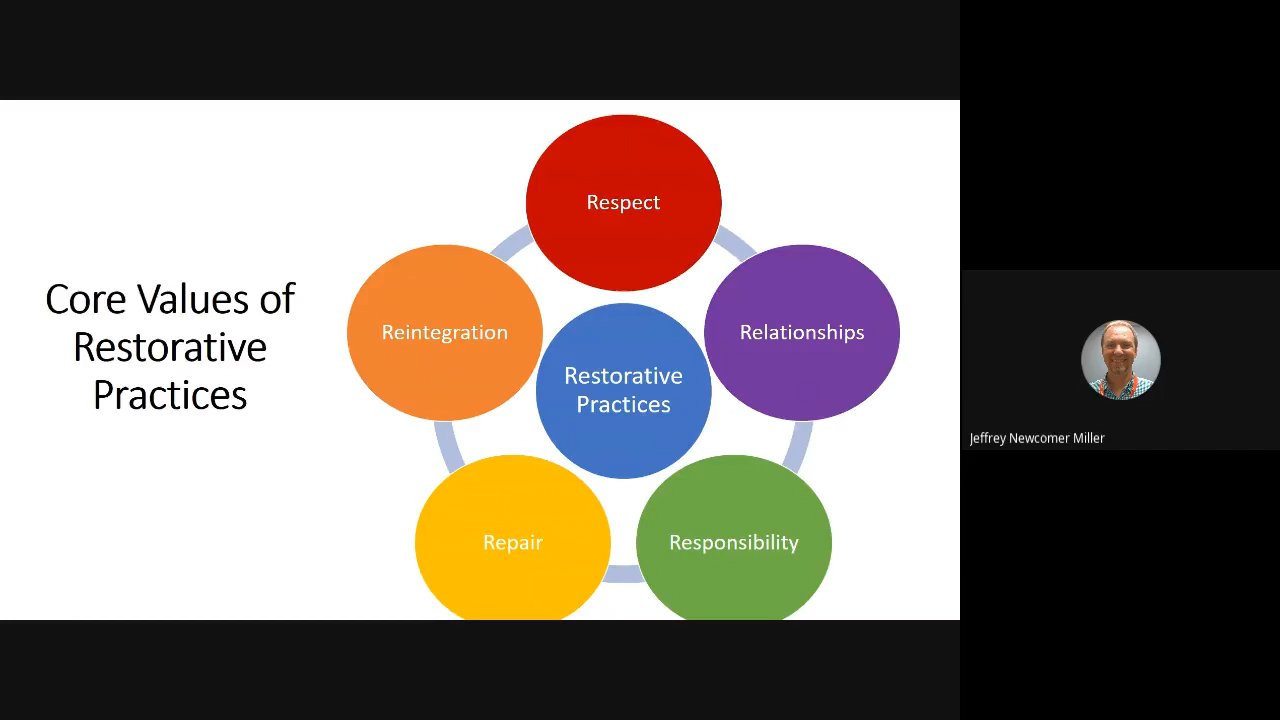 Core Values of
Restorative
Practices
Respect
Relationships
Responsibility
Repair
Reintegration
Restorative
Practices
Jeffrey Newcomer Miller